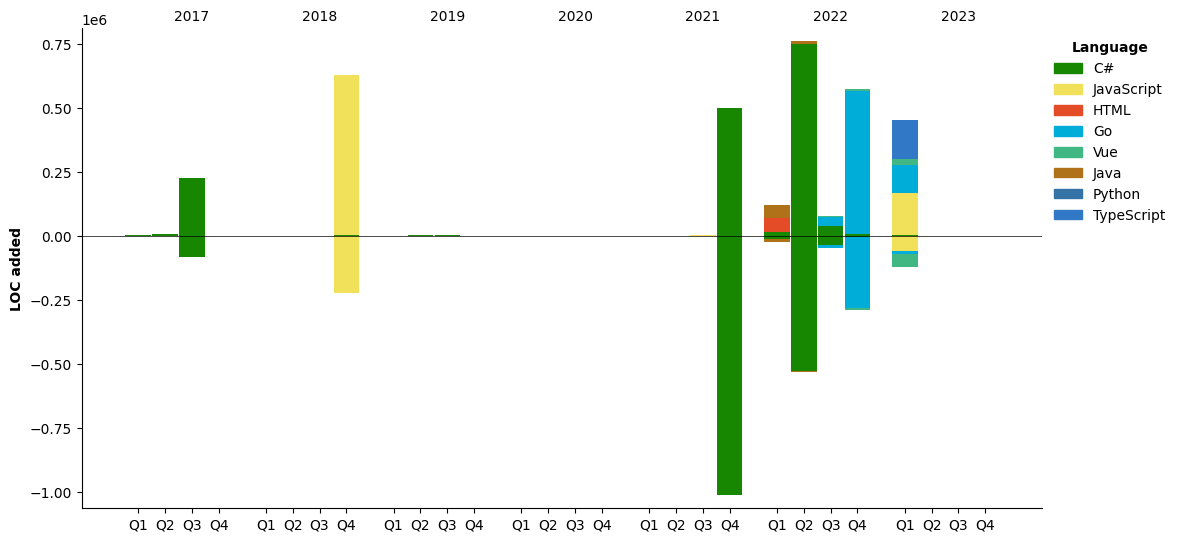 1e6
2017 2018 2019 2020 2021 2022 2023
0.75
0.50
0.25
0.00
−0.25
−0.50
−0.75
−1.00
LOC added
Q1 Q2 Q3 Q4 Q1 Q2 Q3 Q4 Q1 Q2 Q3 Q4 Q1 Q2 Q3 Q4 Q1 Q2 Q3 Q4 Q1 Q2 Q3 Q4 Q1 Q2 Q3 Q4
Language
C#
JavaScript
HTML
Go
Vue
Java
Python
TypeScript